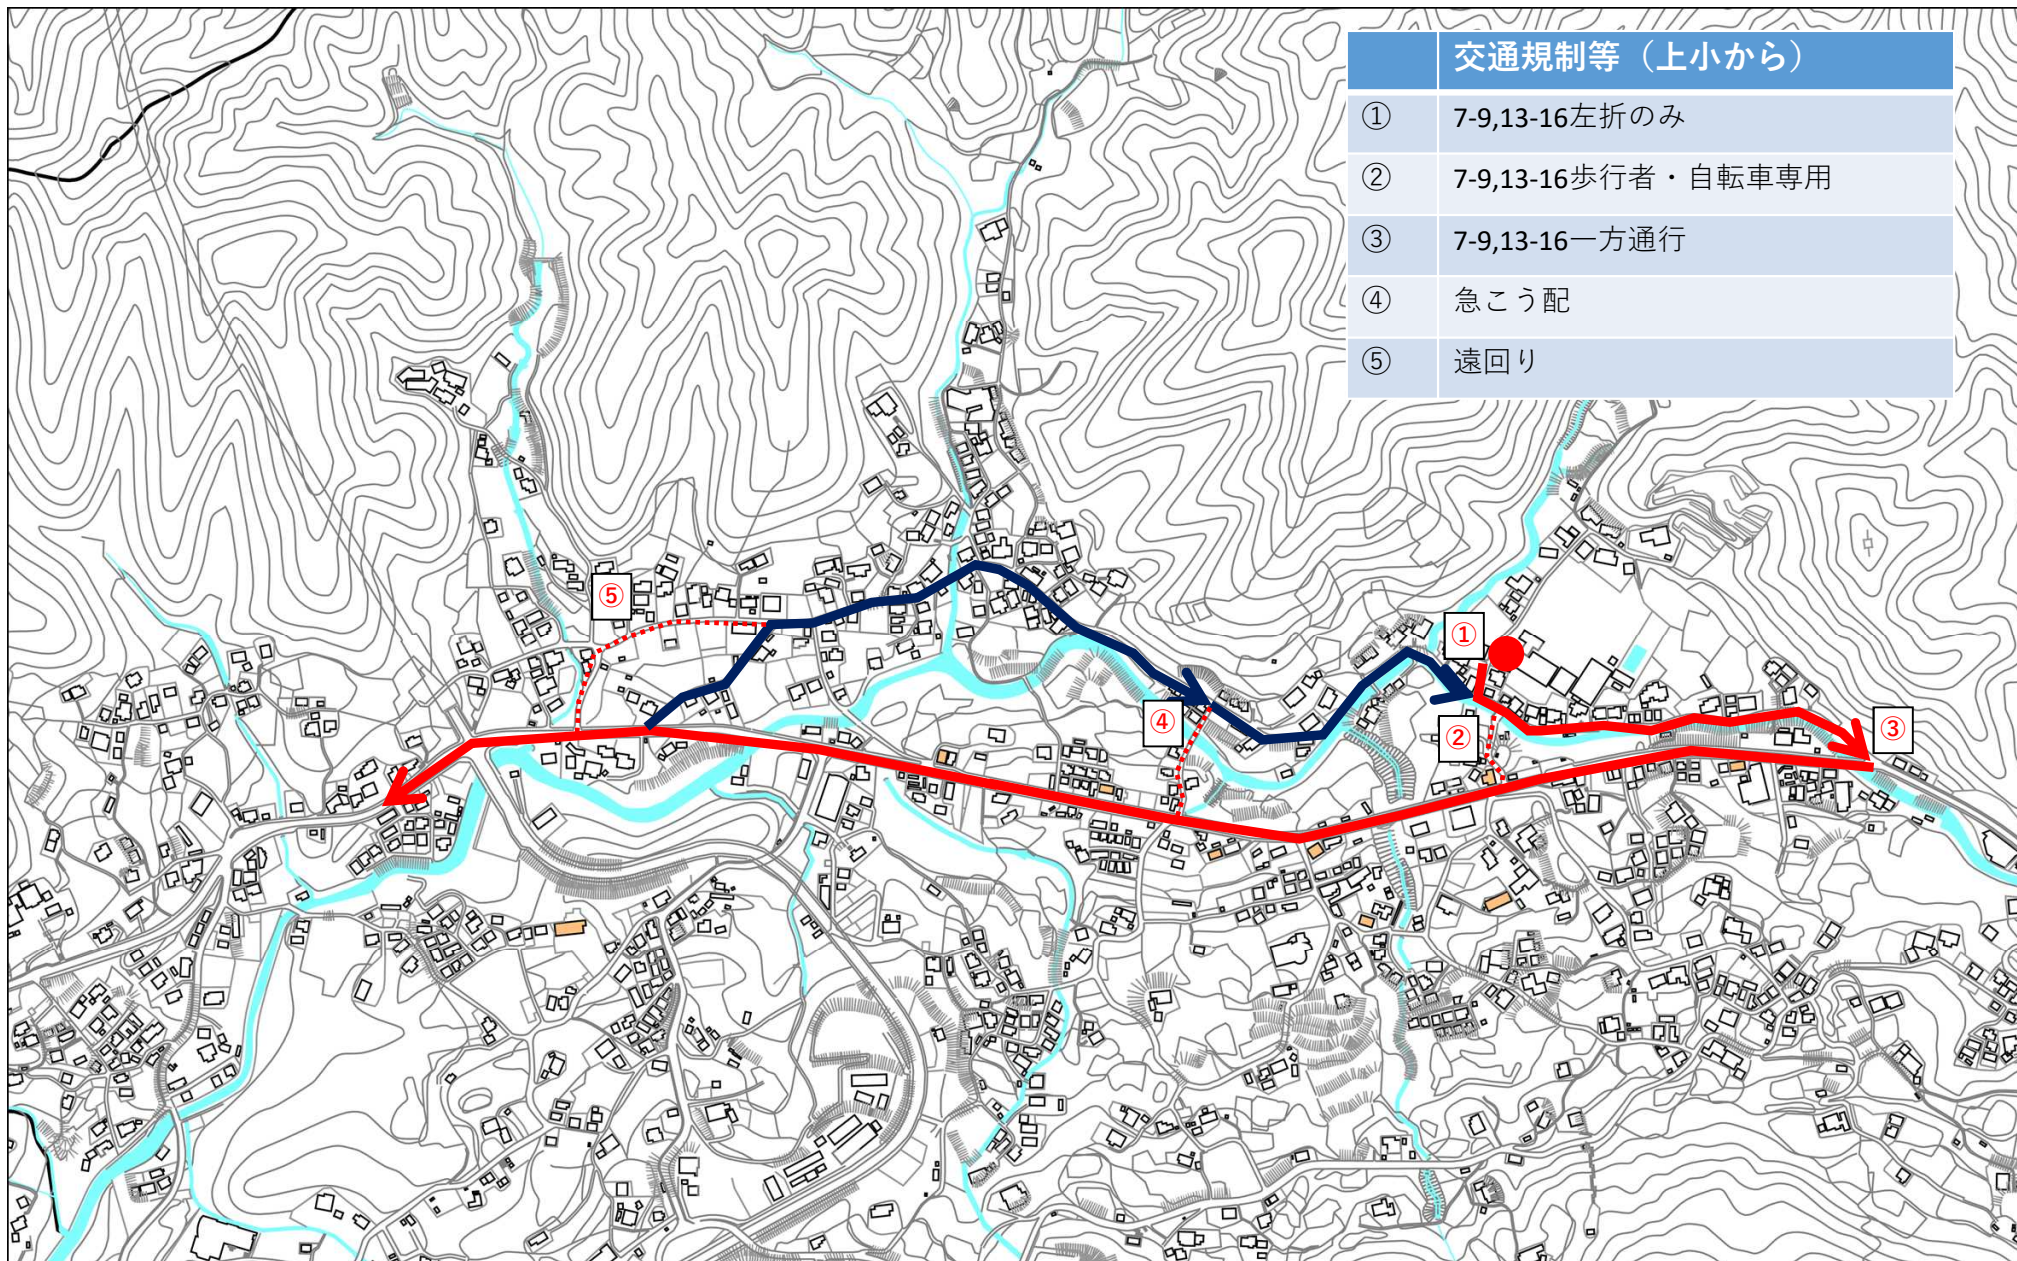 交通規制等（上小から）
① 7-9,13-16左折のみ
② 7-9,13-16歩行者・自転車専用
③ 7-9,13-16一方通行
④ 急こう配
⑤ 遠回り
⑤
①
④
②
③